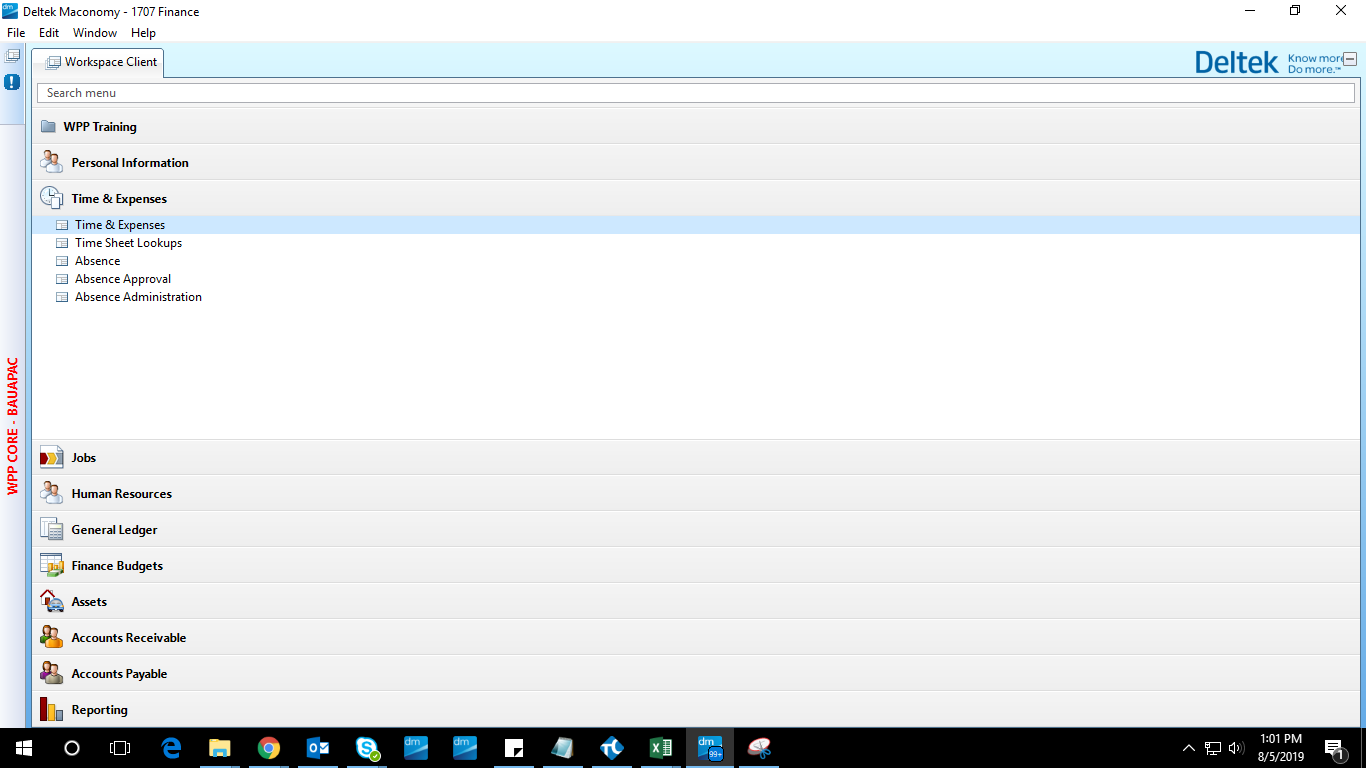 dm Deltek Maconomy - 1707 Finance
File Edit Window Help
Workspace Client
Deltek Know more
Do more.™
Search menu
WPP Training
Personal Information
Time & Expenses
Time & Expenses
Time Sheet Lookups
Absence
Absence Approval
Absence Administration
WPP CORE - BAUAPAC
Jobs
Human Resources
General Ledger
Finance Budgets
Assets
Accounts Receivable
Accounts Payable
Reporting
dm dm dm 99+
1:01 PM
8/5/2019
1